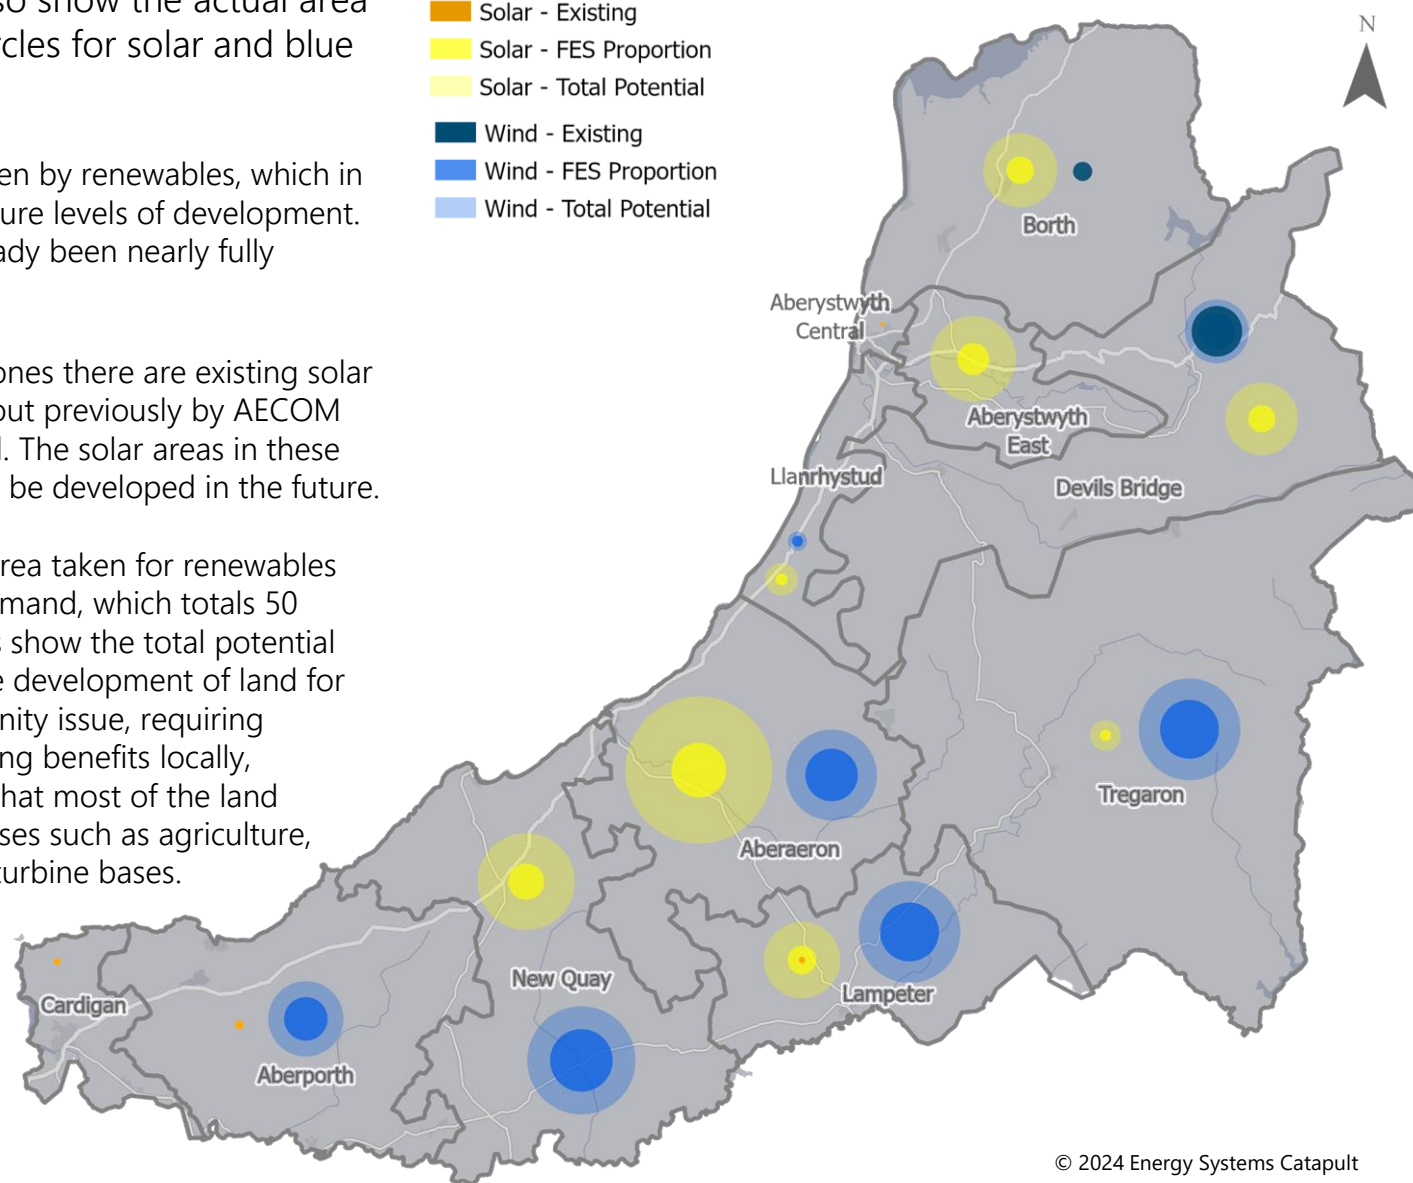 so show the actual area
rcles for solar and blue
en by renewables, which in
ture levels of development.
ady been nearly fully
ones there are existing solar
out previously by AECOM
l. The solar areas in these
be developed in the future.
rea taken for renewables
mand, which totals 50
s show the total potential
e development of land for
nity issue, requiring
ng benefits locally,
hat most of the land
ses such as agriculture,
turbine bases.
Solar - Existing
Solar - FES Proportion
Solar - Total Potential
Wind - Existing
Wind - FES Proportion
Wind - Total Potential
N
Borth
Aberystwyth
Central
Aberystwyth
East
Llanrhystud
Devils Bridge
Tregaron
Aberaeron
New Quay
Lampeter
Cardigan
Aberporth
© 2024 Energy Systems Catapult